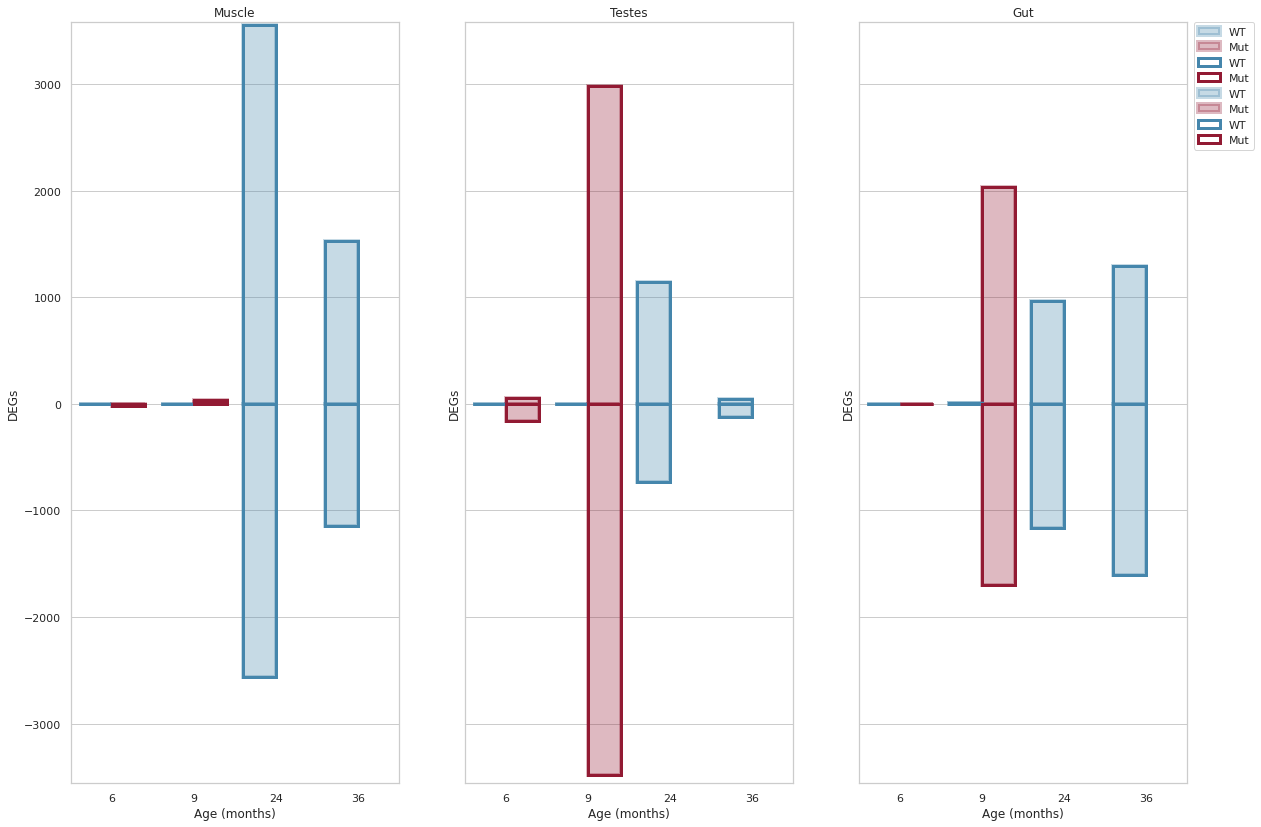 Muscle
Testes
Gut
WT
Mut
WT
Mut
WT
Mut
WT
Mut
DEGs
3000
2000
1000
0
−1000
−2000
−3000
DEGs
DEGs
6 9 24 36
6 9 24 36
6 9 24 36
Age (months)
Age (months)
Age (months)